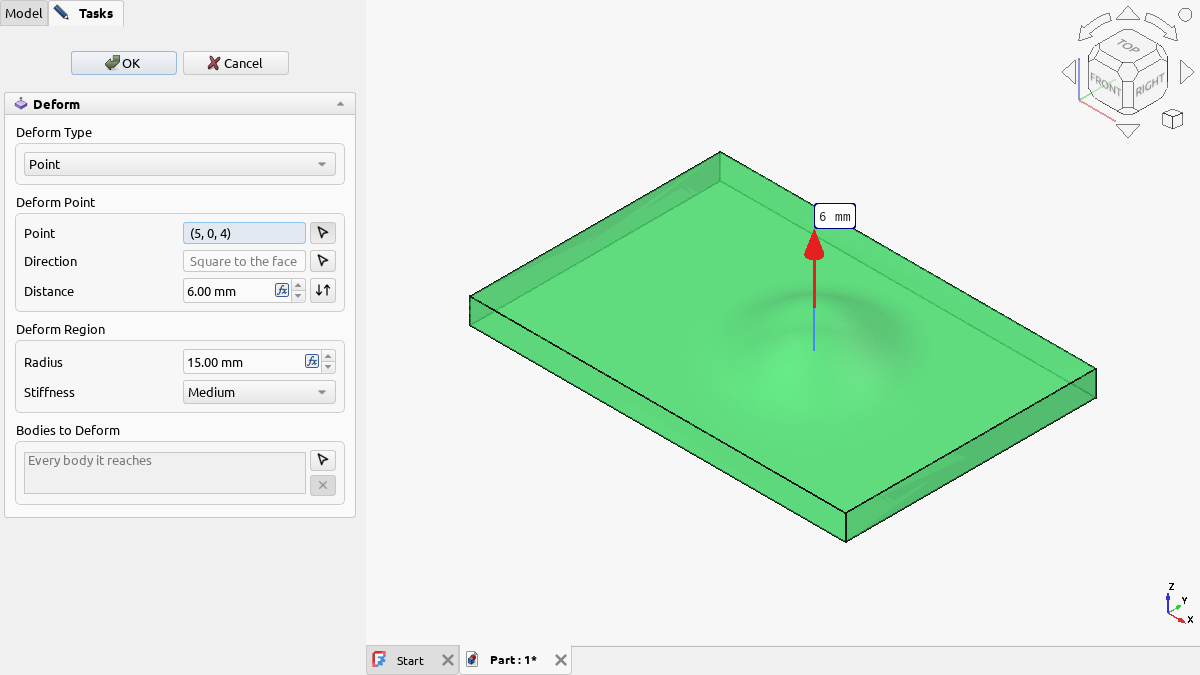 Model
Tasks
OK
Cancel
Deform
Deform Type
Point
Deform Point
Point
(5, 0, 4)
Direction
Square to the face
Distance
6.00 mm
Deform Region
Radius
15.00 mm
Stiffness
Medium
Bodies to Deform
Every body it reaches
6 mm
TOP
FRONT
RIGHT
Z
Y
X
Start
Part : 1*